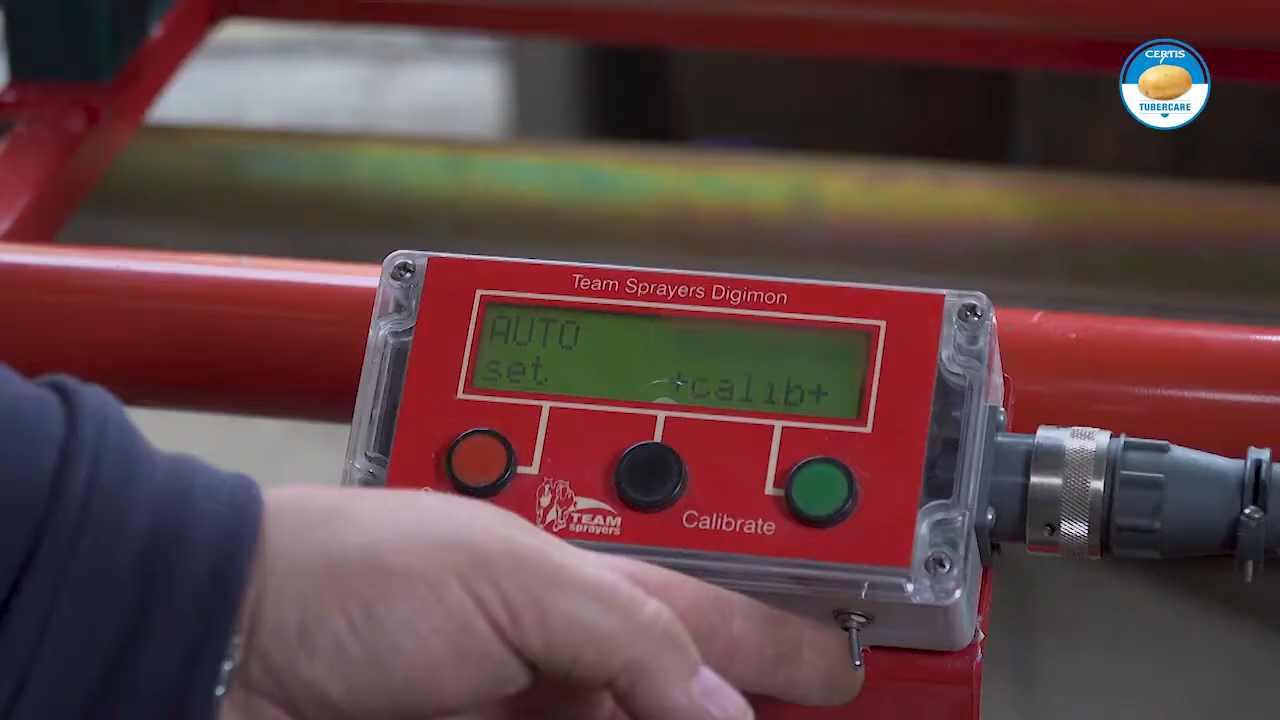 CERTIS
TUBERCARE
Team Sprayers Digimon
AUTO
set +calib+
TEAM
sprayers
Calibrate